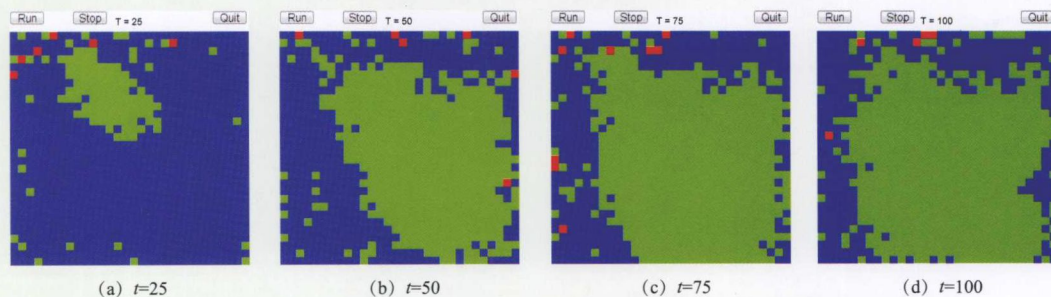 Run Stop T = 25 Quit
Run Stop T = 50 Quit
Run Stop T = 75 Quit
Run Stop T = 100 Quit
(a) t=25
(b) t=50
(c) t=75
(d) t=100